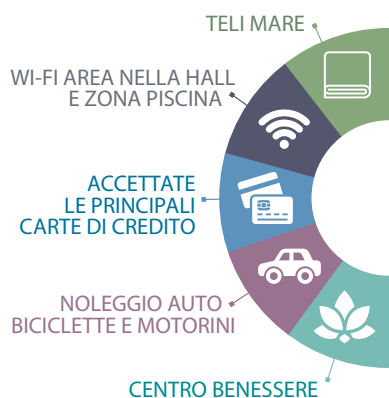 TELI MARE
WI-FI AREA NELLA HALL
E ZONA PISCINA
ACCETTATE
LE PRINCIPALI
CARTE DI CREDITO
NOLEGGIO AUTO
BICICLETTE E MOTORINI
CENTRO BENESSERE